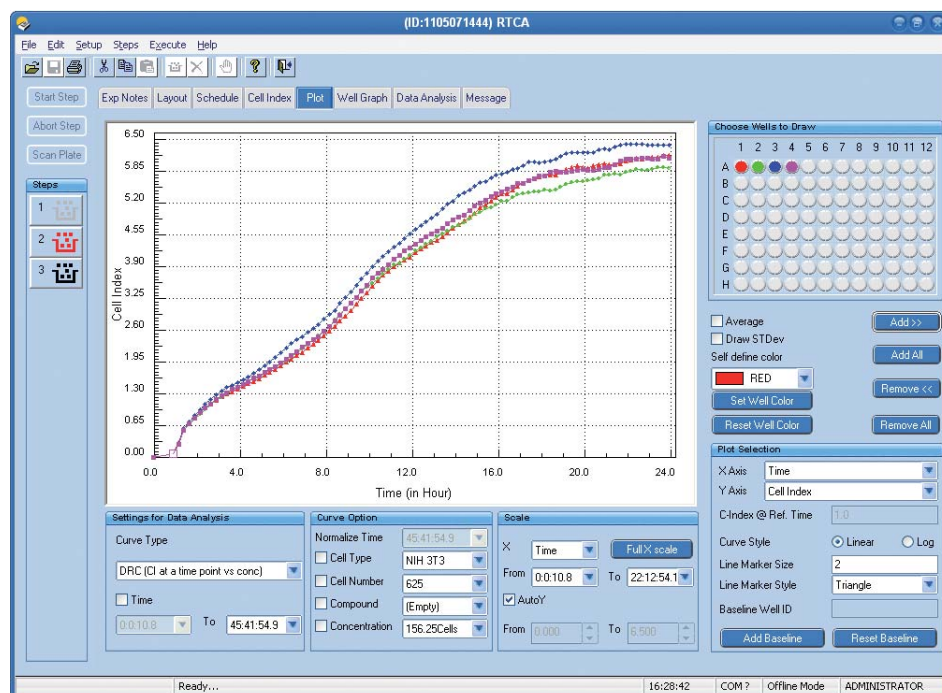 (ID:1105071444) RTCA
File Edit Setup Steps Execute Help
Start Step
Abort Step
Scan Plate
Steps
1
2
3
Exp Notes Layout Schedule Cell Index Plot Well Graph Data Analysis Message
6.50
5.85
5.20
4.55
3.90
3.25
2.60
1.95
1.30
0.65
0.00
Cell Index
0.0 4.0 8.0 12.0 16.0 20.0 24.0
Time (in Hour)
Choose Wells to Draw
1 2 3 4 5 6 7 8 9 10 11 12
A
B
C
D
E
F
G
H
Average
Draw STDev
Self define color
RED
Set Well Color
Reset Well Color
Add >>
Add All
Remove <<
Remove All
Plot Selection
X Axis Time
Y Axis Cell Index
C-Index @ Ref. Time 1.0
Curve Style Linear Log
Line Marker Size 2
Line Marker Style Triangle
Baseline Well ID
Add Baseline Reset Baseline
Settings for Data Analysis
Curve Type
DRC (CI at a time point vs conc)
Time
0:0:10.8 To 45:41:54.9
Curve Option
Normalize Time 45:41:54.9
Cell Type NIH 3T3
Cell Number 625
Compound (Empty)
Concentration 156.25Cells
Scale
X Time Full X scale
From 0:0:10.8 To 22:12:54.1
AutoY
From 0.000 To 6.500
Ready... 16:28:42 COM ? Offline Mode ADMINISTRATOR